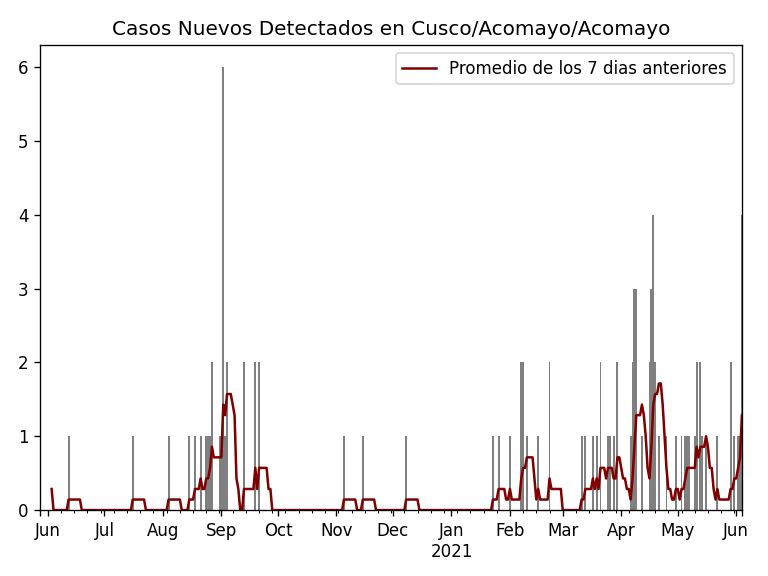 Casos Nuevos Detectados en Cusco/Acomayo/Acomayo
Promedio de los 7 dias anteriores
6
5
4
3
2
1
0
Jun Jul Aug Sep Oct Nov Dec Jan Feb Mar Apr May Jun
2021